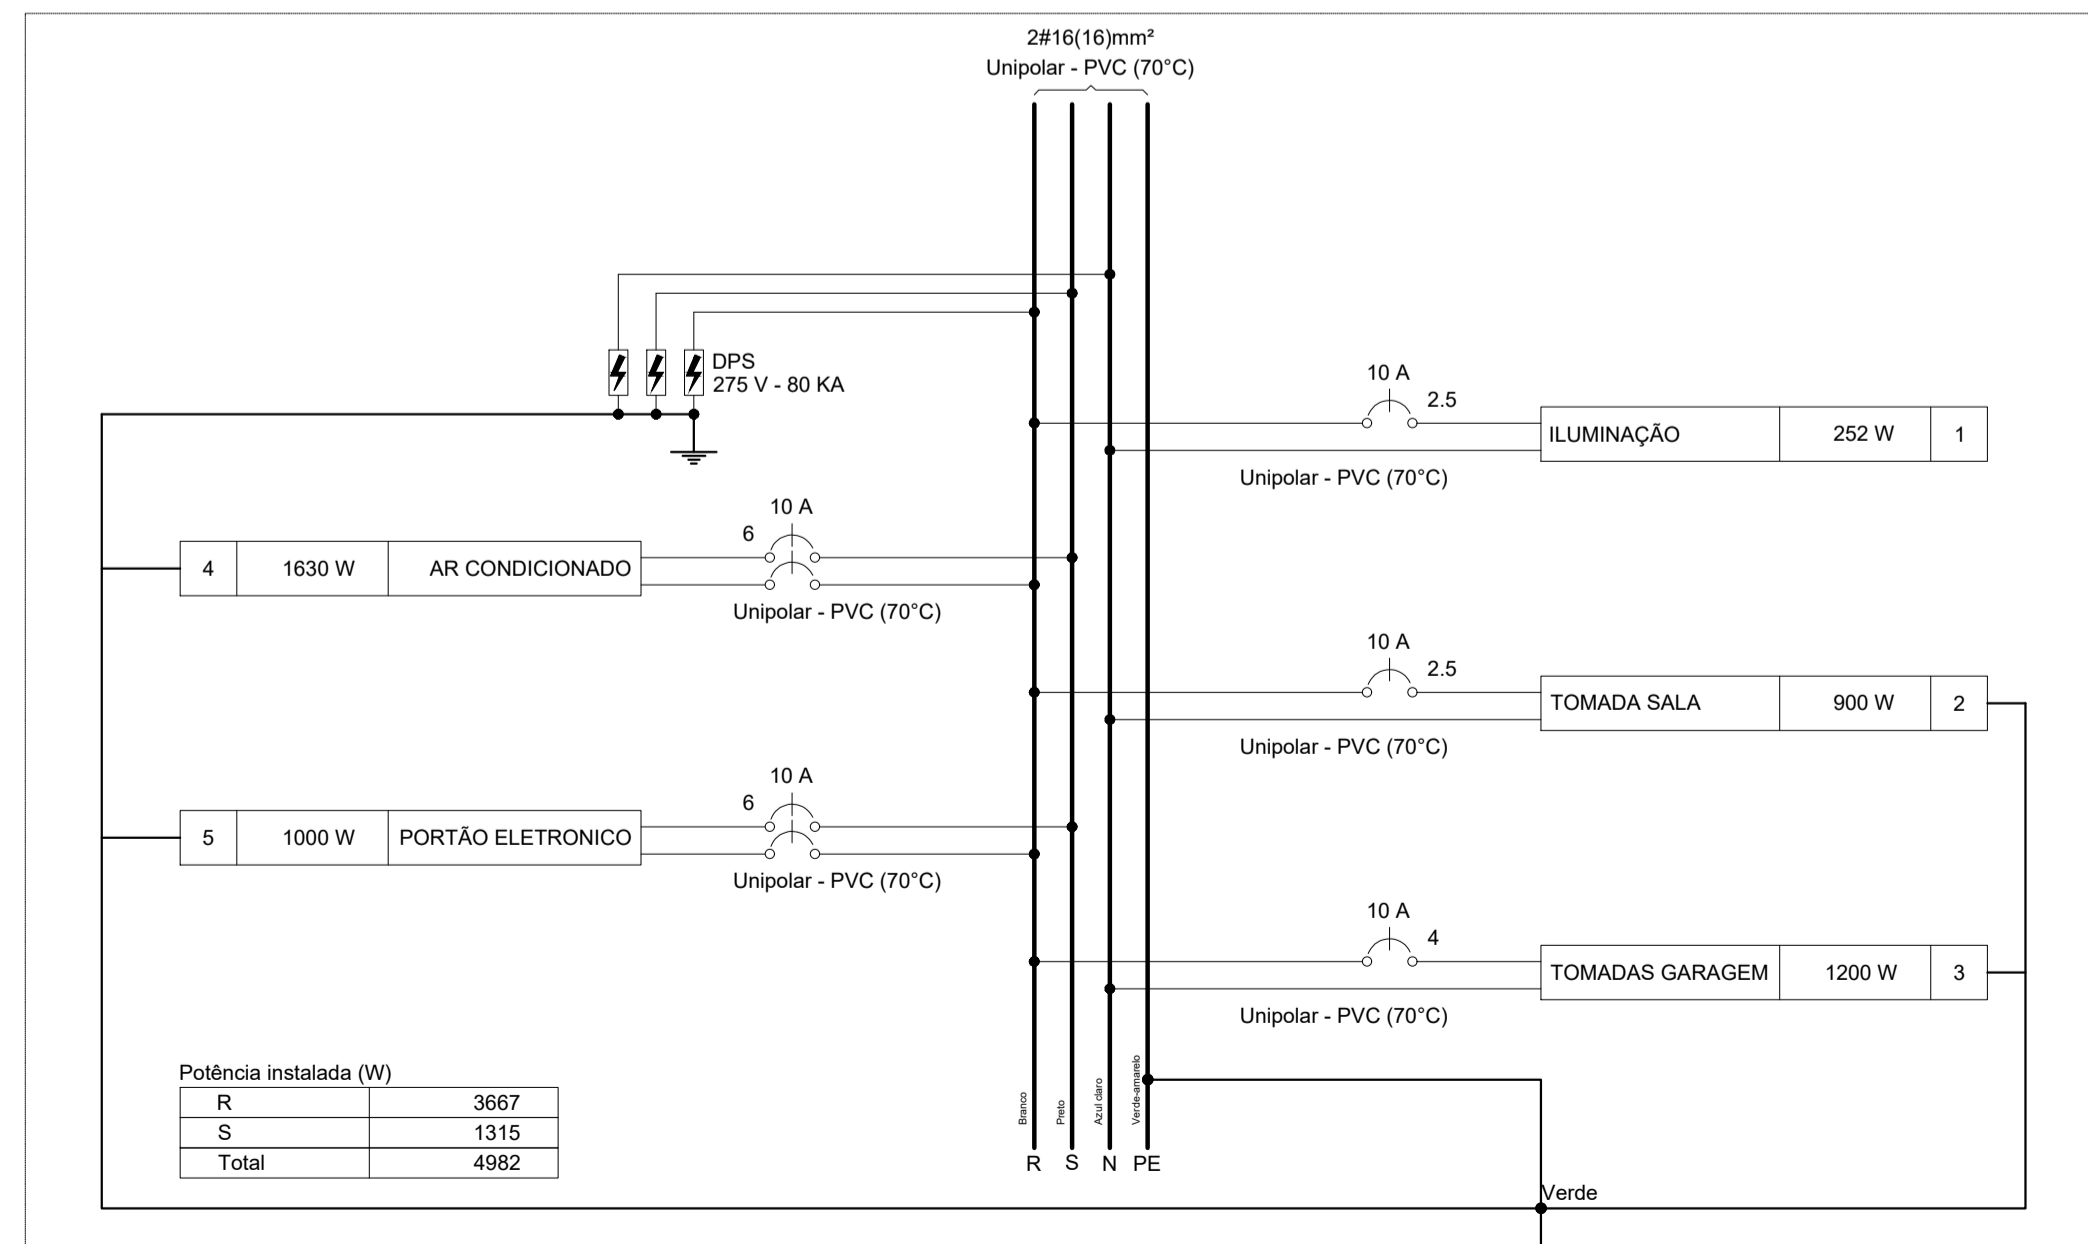 2#16(16)mm²
Unipolar - PVC (70°C)
DPS
275 V - 80 KA
10 A
2.5
ILUMINAÇÃO 252 W 1
Unipolar - PVC (70°C)
10 A
6
4 1630 W AR CONDICIONADO
Unipolar - PVC (70°C)
10 A
2.5
TOMADA SALA 900 W 2
Unipolar - PVC (70°C)
10 A
6
5 1000 W PORTÃO ELETRONICO
Unipolar - PVC (70°C)
10 A
4
TOMADAS GARAGEM 1200 W 3
Unipolar - PVC (70°C)
Potência instalada (W)
R 3667
S 1315
Total 4982
Branco
Preto
Azul claro
Verde-amarelo
R S N PE
Verde